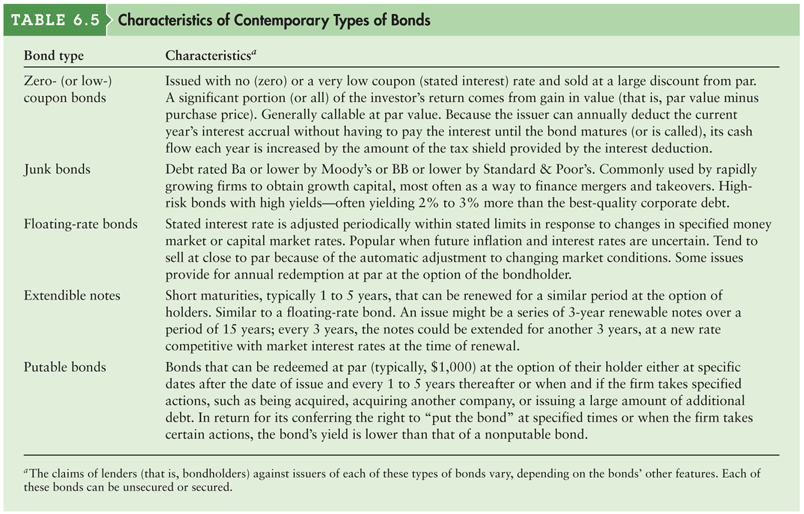 TABLE 6.5 Characteristics of Contemporary Types of Bonds
Bond type Characteristicsᵃ
Zero- (or low-) Issued with no (zero) or a very low coupon (stated interest) rate and sold at a large discount from par.
coupon bonds A significant portion (or all) of the investor’s return comes from gain in value (that is, par value minus
purchase price). Generally callable at par value. Because the issuer can annually deduct the current
year’s interest accrual without having to pay the interest until the bond matures (or is called), its cash
flow each year is increased by the amount of the tax shield provided by the interest deduction.
Junk bonds Debt rated Ba or lower by Moody’s or BB or lower by Standard & Poor’s. Commonly used by rapidly
growing firms to obtain growth capital, most often as a way to finance mergers and takeovers. High-
risk bonds with high yields—often yielding 2% to 3% more than the best-quality corporate debt.
Floating-rate bonds Stated interest rate is adjusted periodically within stated limits in response to changes in specified money
market or capital market rates. Popular when future inflation and interest rates are uncertain. Tend to
sell at close to par because of the automatic adjustment to changing market conditions. Some issues
provide for annual redemption at par at the option of the bondholder.
Extendible notes Short maturities, typically 1 to 5 years, that can be renewed for a similar period at the option of
holders. Similar to a floating-rate bond. An issue might be a series of 3-year renewable notes over a
period of 15 years; every 3 years, the notes could be extended for another 3 years, at a new rate
competitive with market interest rates at the time of renewal.
Putable bonds Bonds that can be redeemed at par (typically, $1,000) at the option of their holder either at specific
dates after the date of issue and every 1 to 5 years thereafter or when and if the firm takes specified
actions, such as being acquired, acquiring another company, or issuing a large amount of additional
debt. In return for its conferring the right to “put the bond” at specified times or when the firm takes
certain actions, the bond’s yield is lower than that of a nonputable bond.
ᵃThe claims of lenders (that is, bondholders) against issuers of each of these types of bonds vary, depending on the bonds’ other features. Each of
these bonds can be unsecured or secured.